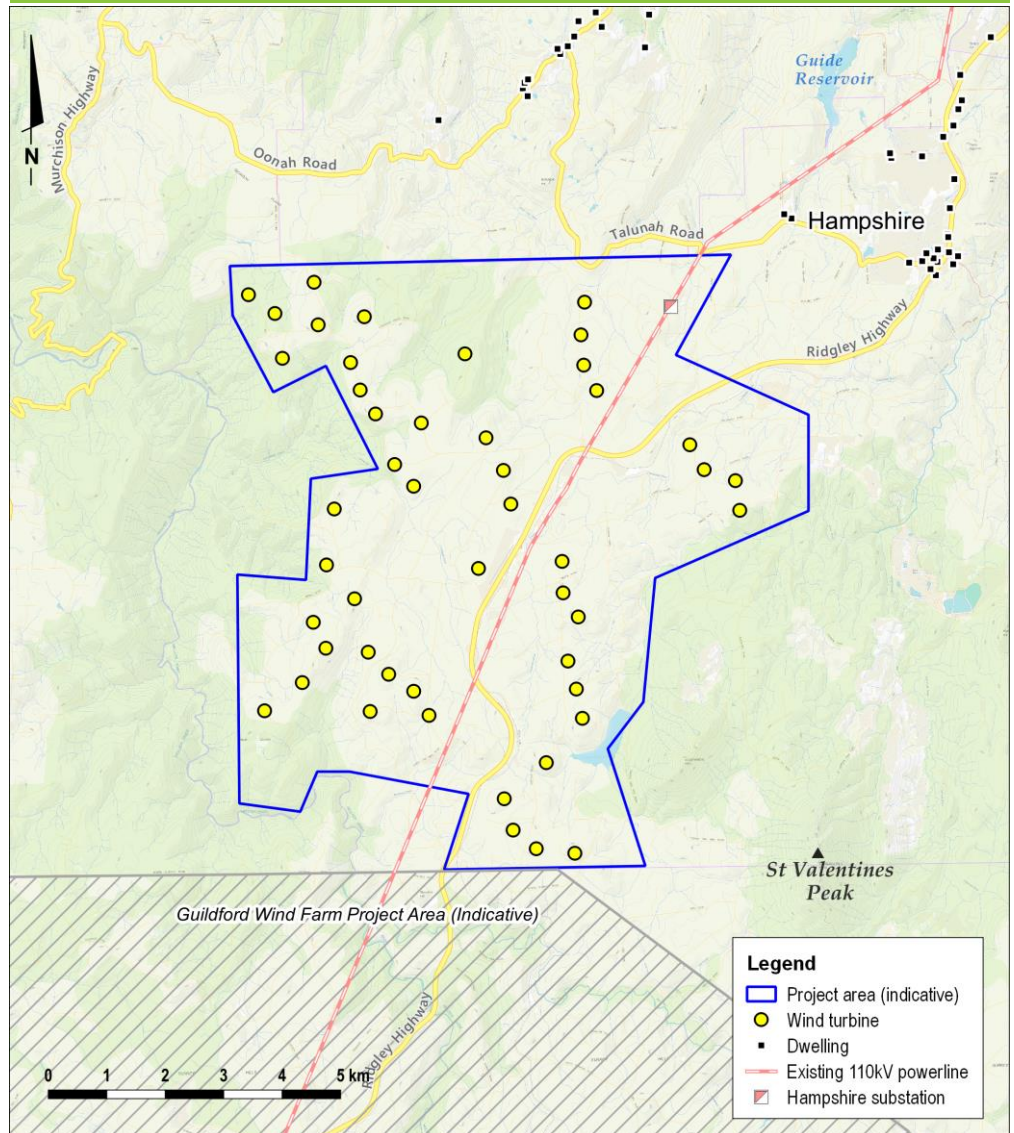 Guide
Reservoir
Murchison Highway
N
Oonah Road
Hampshire
Talunah Road
Ridgley Highway
St Valentines
Peak
Guildford Wind Farm Project Area (Indicative)
Ridgley Highway
0 1 2 3 4 5 km
Legend
Project area (indicative)
Wind turbine
Dwelling
Existing 110kV powerline
Hampshire substation